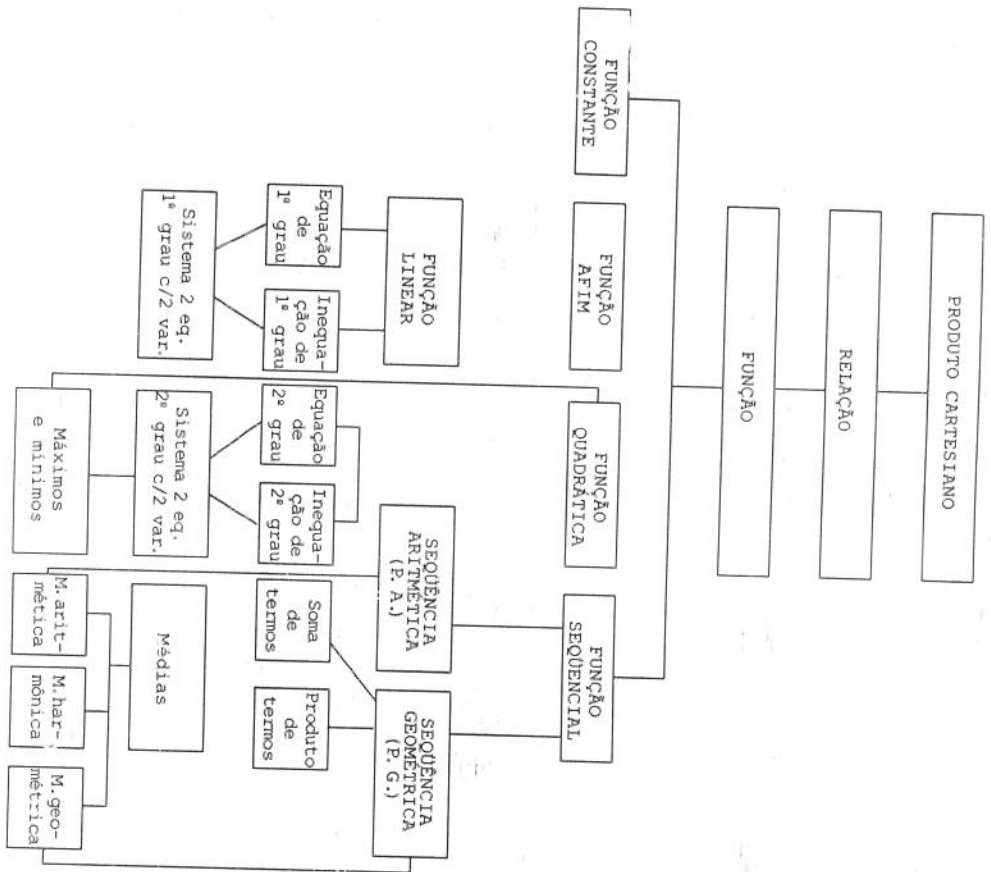 PRODUTO CARTESIANO
RELAÇÃO
FUNÇÃO
FUNÇÃO
CONSTANTE
FUNÇÃO
AFIM
FUNÇÃO
QUADRÁTICA
FUNÇÃO
SEQÜENCIAL
FUNÇÃO
LINEAR
SEQÜÊNCIA
ARITMÉTICA
(P. A.)
SEQÜÊNCIA
GEOMÉTRICA
(P. G.)
Equação
de
1º grau
Inequa-
ção de
1º grau
Equação
de
2º grau
Inequa-
ção de
2º grau
Soma
de
termos
Produto
de
termos
Sistema 2 eq.
1º grau c/2 var.
Sistema 2 eq.
2º grau c/2 var.
Médias
Máximos
e mínimos
M. arit-
mética
M. har-
mônica
M. geo-
métrica